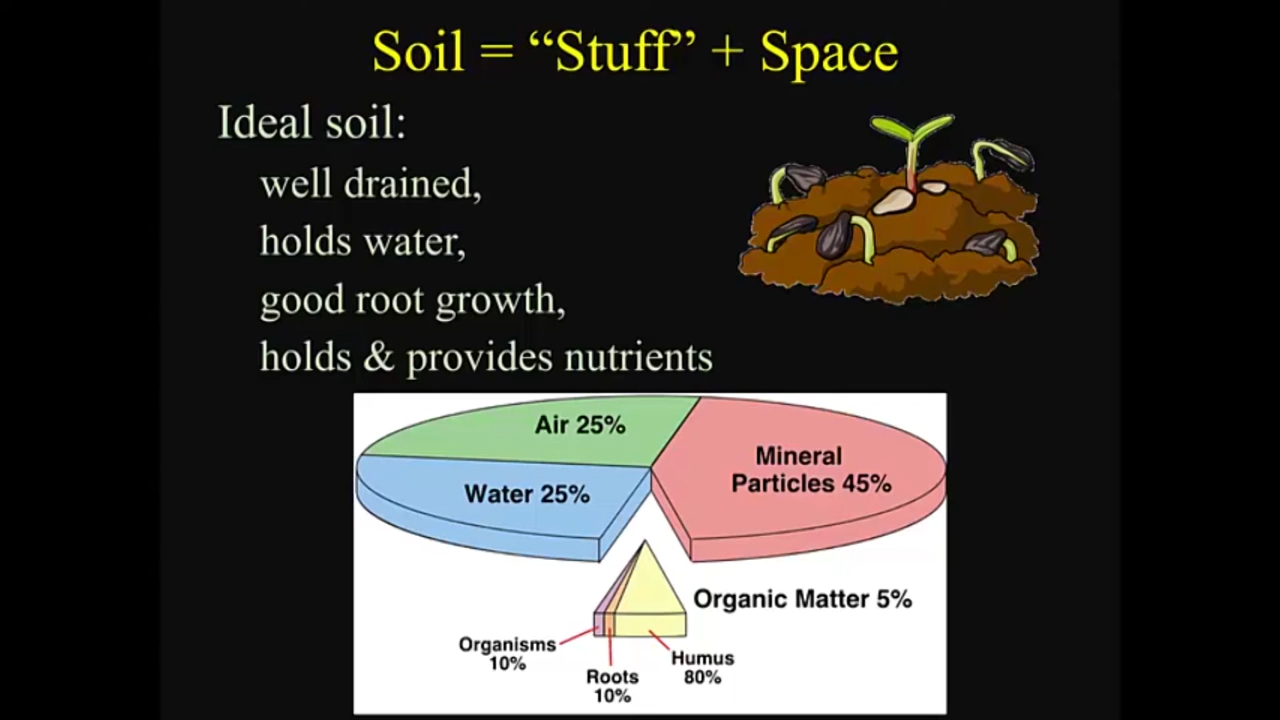 Soil = “Stuff” + Space
Ideal soil:
well drained,
holds water,
good root growth,
holds & provides nutrients
Air 25%
Mineral
Particles 45%
Water 25%
Organic Matter 5%
Organisms
10%
Roots
10%
Humus
80%